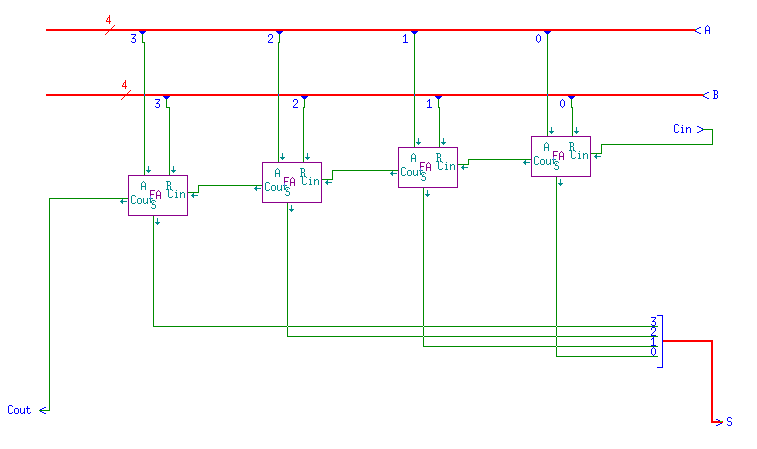 4
A
3 2 1 0
4
B
3 2 1 0
Cin
A R
Cout FA Cin
S
A R
Cout FA Cin
S
A R
Cout FA Cin
S
A R
Cout FA Cin
S
3
2
1
0
Cout
S